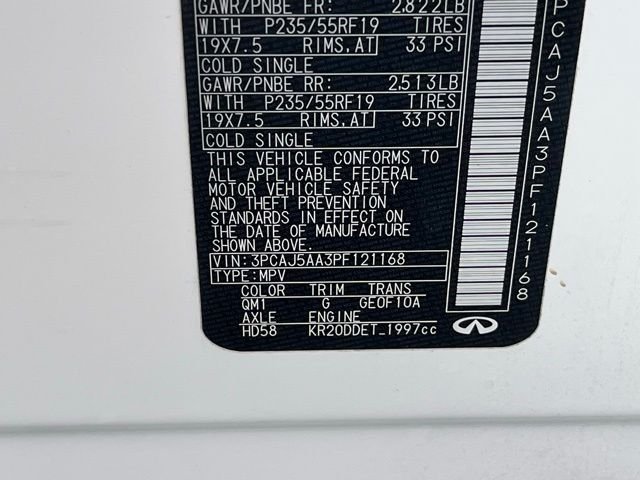 GAWR/PNBE FR: 2.822LB
WITH P235/55RF19 TIRES
19X7.5 RIMS.AT 33 PSI
COLD SINGLE
GAWR/PNBE RR: 2.513LB
WITH P235/55RF19 TIRES
19X7.5 RIMS.AT 33 PSI
COLD SINGLE
THIS VEHICLE CONFORMS TO
ALL APPLICABLE FEDERAL
MOTOR VEHICLE SAFETY
AND THEFT PREVENTION
STANDARDS IN EFFECT ON
THE DATE OF MANUFACTURE
SHOWN ABOVE.
VIN: 3PCAJ5AA3PF121168
TYPE:MPV
COLOR TRIM TRANS
QM1 G GE0F10A
AXLE ENGINE
HD58 KR20DDET_1997cc
PCAJ5AA3PF121168